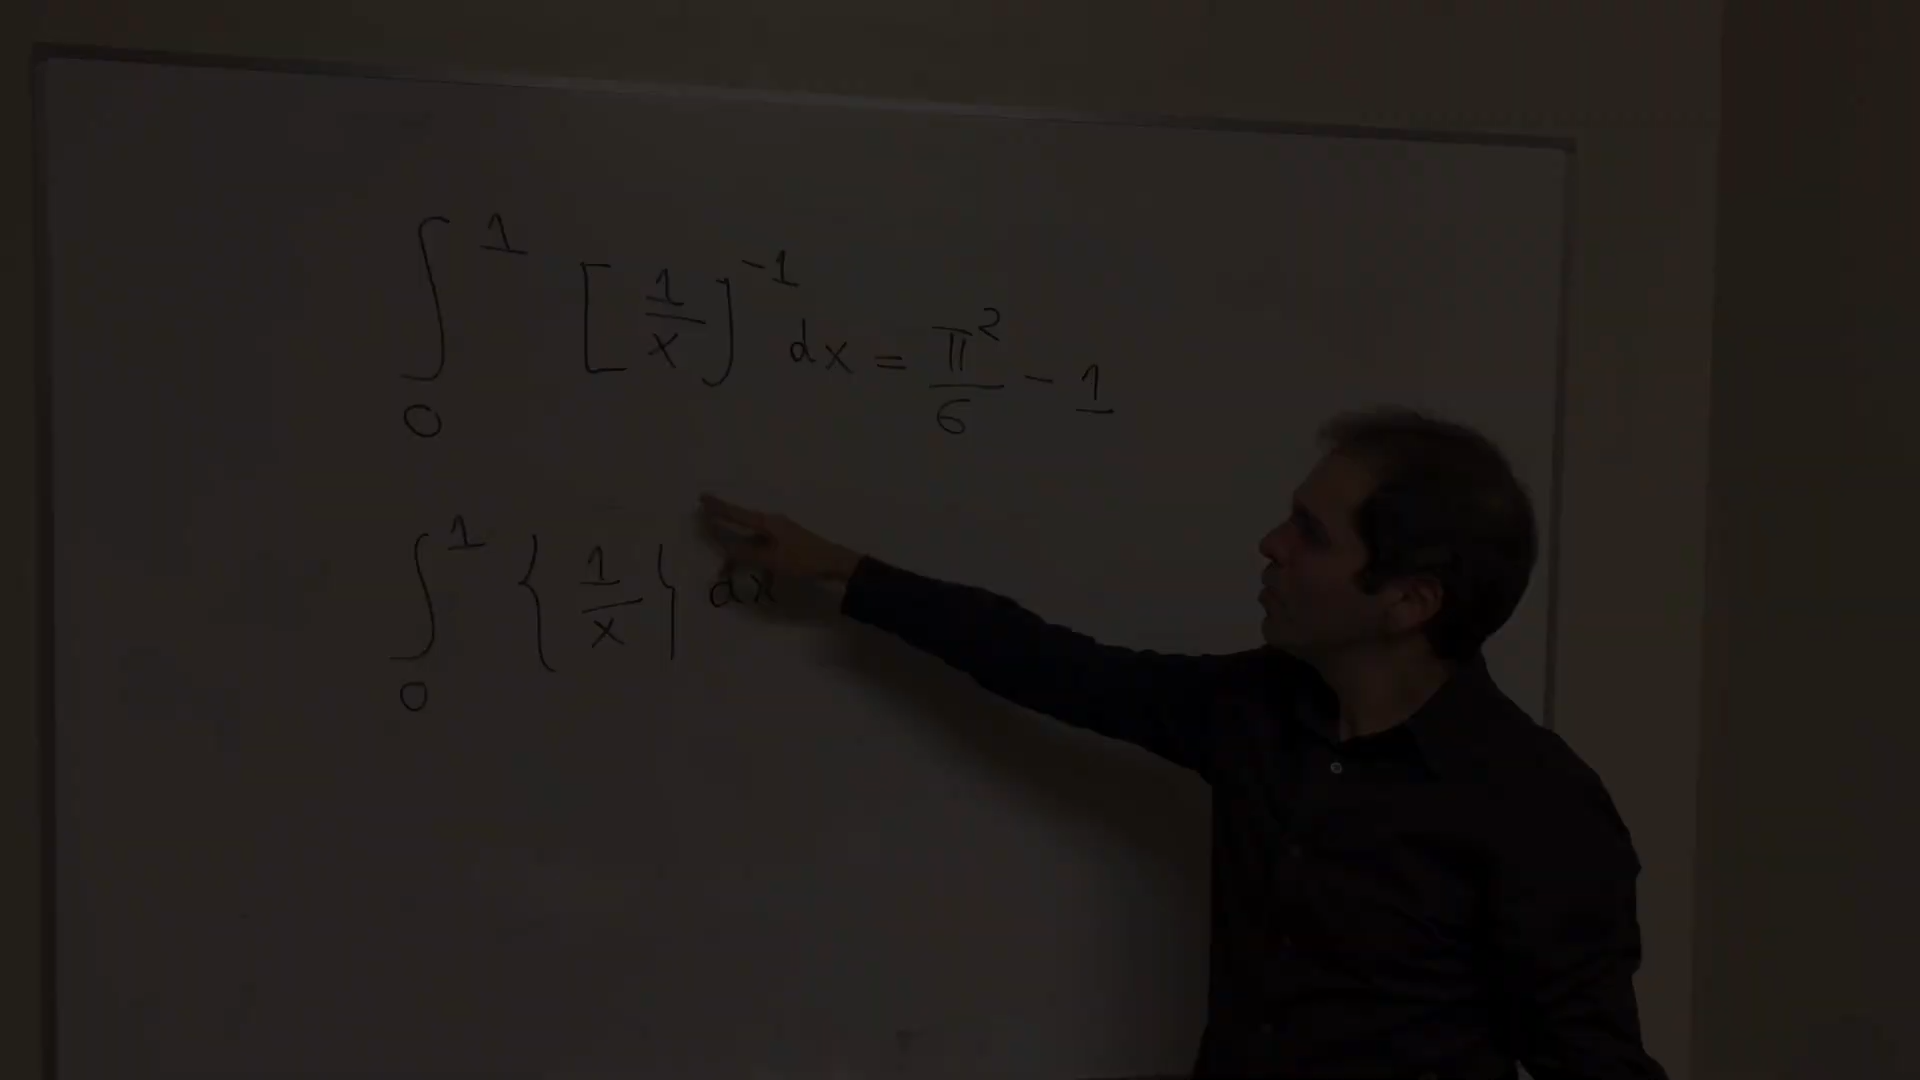 ∫₀¹ [1/x]⁻¹ dx = π²/6 - 1
∫₀¹ {1/x} dx